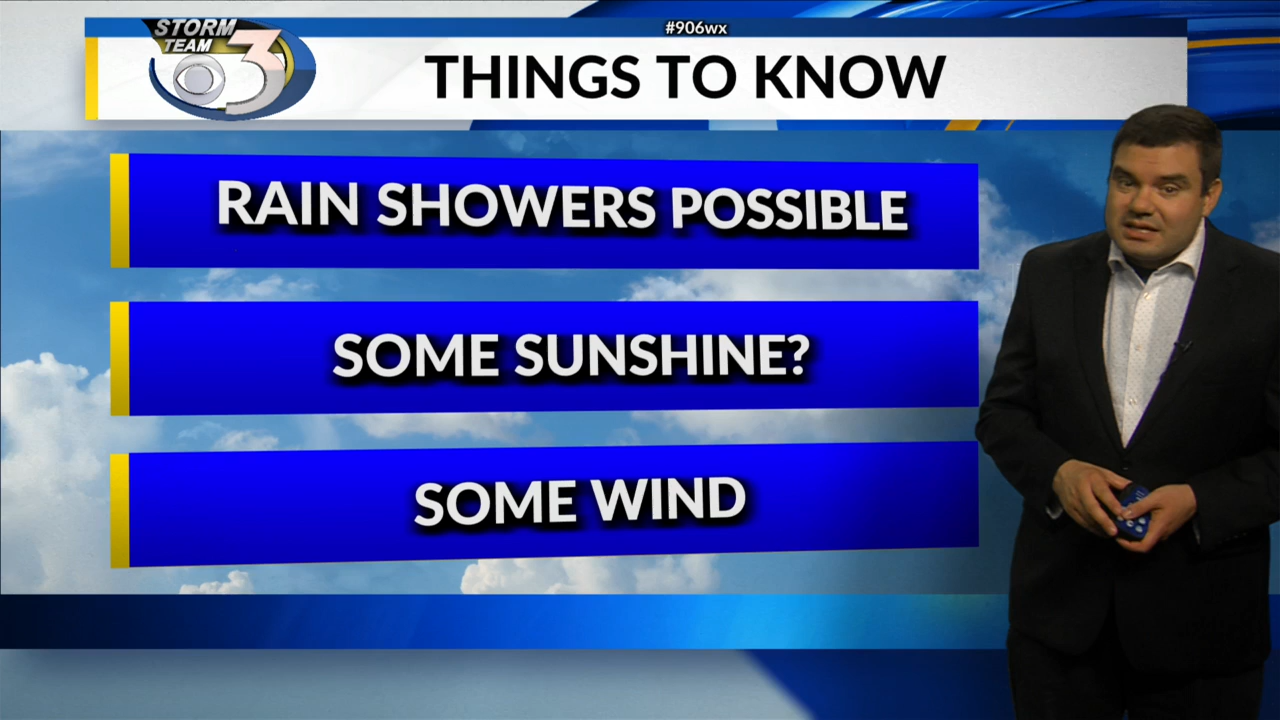 #906wx
STORM
TEAM
3
THINGS TO KNOW
RAIN SHOWERS POSSIBLE
SOME SUNSHINE?
SOME WIND